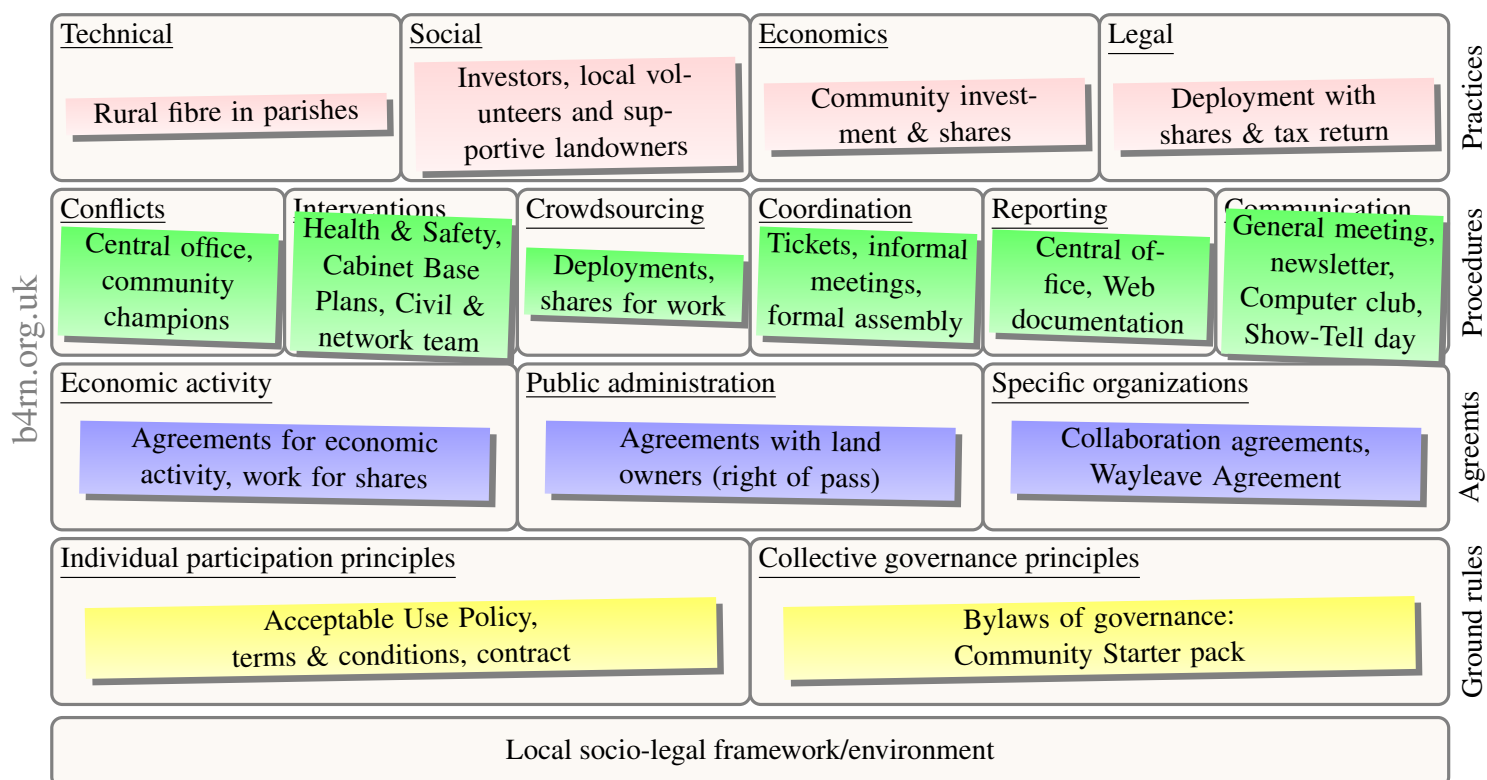 Technical
Rural fibre in parishes
Social
Investors, local vol-
unteers and sup-
portive landowners
Economics
Community invest-
ment & shares
Legal
Deployment with
shares & tax return
Practices
Conflicts
Central office,
community
champions
Interventions
Health & Safety,
Cabinet Base
Plans, Civil &
network team
Crowdsourcing
Deployments,
shares for work
Coordination
Tickets, informal
meetings,
formal assembly
Reporting
Central of-
fice, Web
documentation
Communication
General meeting,
newsletter,
Computer club,
Show-Tell day
Procedures
b4rn.org.uk
Economic activity
Agreements for economic
activity, work for shares
Public administration
Agreements with land
owners (right of pass)
Specific organizations
Collaboration agreements,
Wayleave Agreement
Agreemts
Individual participation principles
Acceptable Use Policy,
terms & conditions, contract
Collective governance principles
Bylaws of governance:
Community Starter pack
Ground rules
Local socio-legal framework/environment